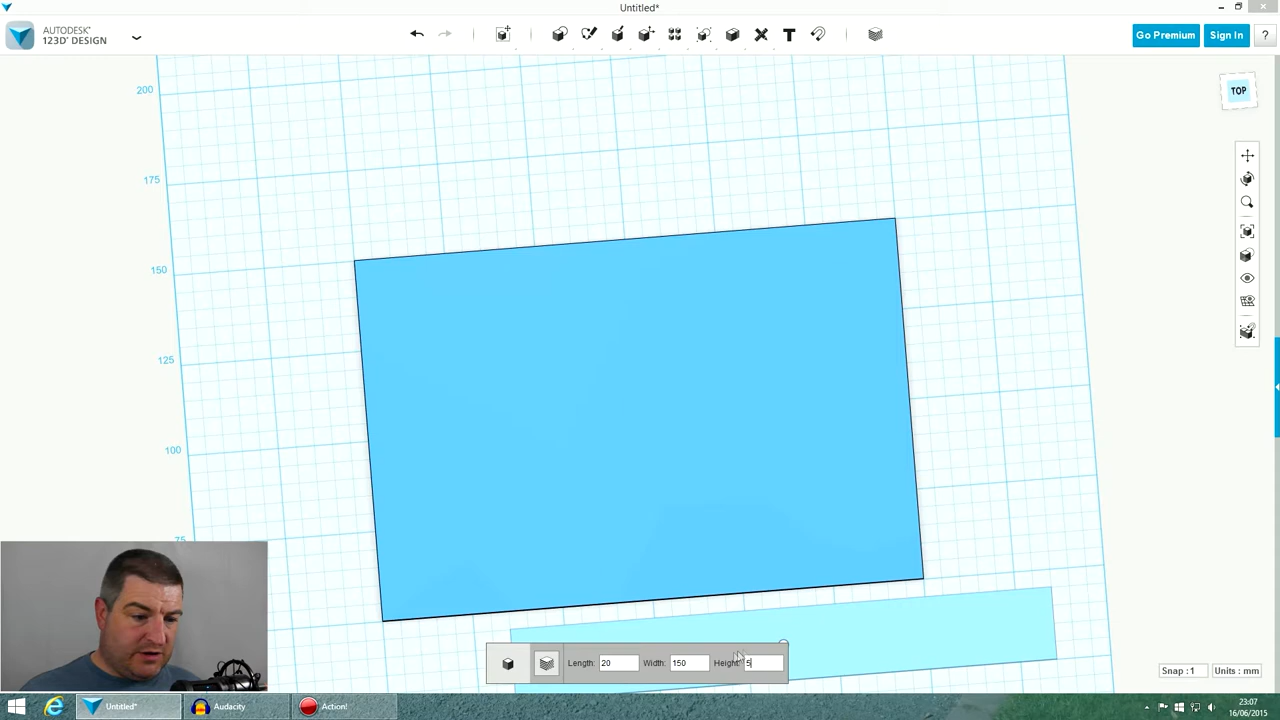 Untitled*
AUTODESK®
123D® DESIGN
T
Go Premium
Sign In
?
TOP
200
175
150
125
100
75
Length: 20 Width: 150 Height: 5
Snap : 1
Units : mm
Untitled*
Audacity
Action!
23:07
16/06/2015